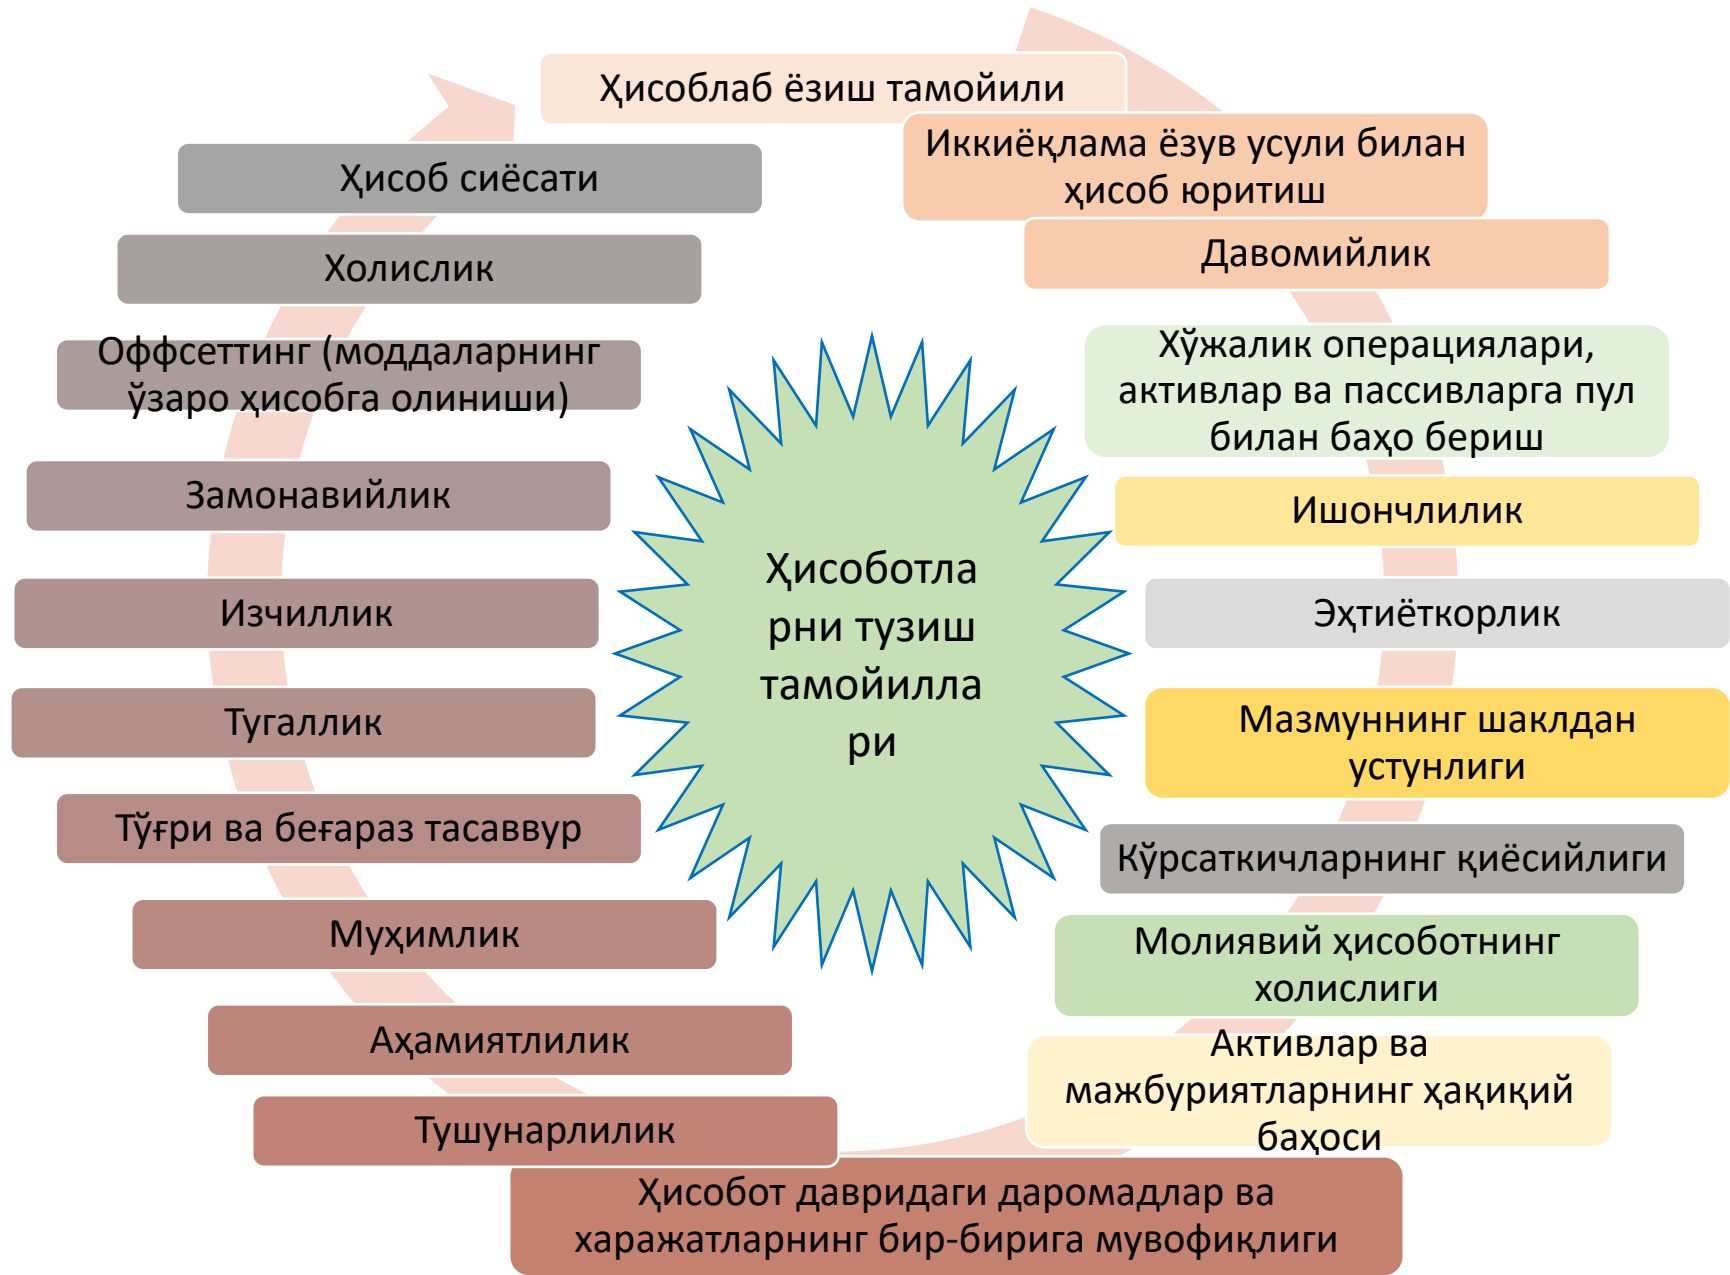 Ҳисоблаб ёзиш тамойили
Иккиёқлама ёзув усули билан
ҳисоб юритиш
Давомийлик
Хўжалик операциялари,
активлар ва пассивларга пул
билан баҳо бериш
Ишончлилик
Эҳтиёткорлик
Мазмуннинг шаклдан
устунлиги
Кўрсаткичларнинг қиёсийлиги
Молиявий ҳисоботнинг
холислиги
Активлар ва
мажбуриятларнинг ҳақиқий
баҳоси
Ҳисобот давридаги даромадлар ва
харажатларнинг бир-бирига мувофиқлиги
Тушунарлилик
Аҳамиятлилик
Муҳимлик
Тўғри ва беғараз тасаввур
Тугаллик
Изчиллик
Замонавийлик
Оффсеттинг (моддаларнинг
ўзаро ҳисобга олиниши)
Холислик
Ҳисоб сиёсати
Ҳисоботла
рни тузиш
тамойилла
ри